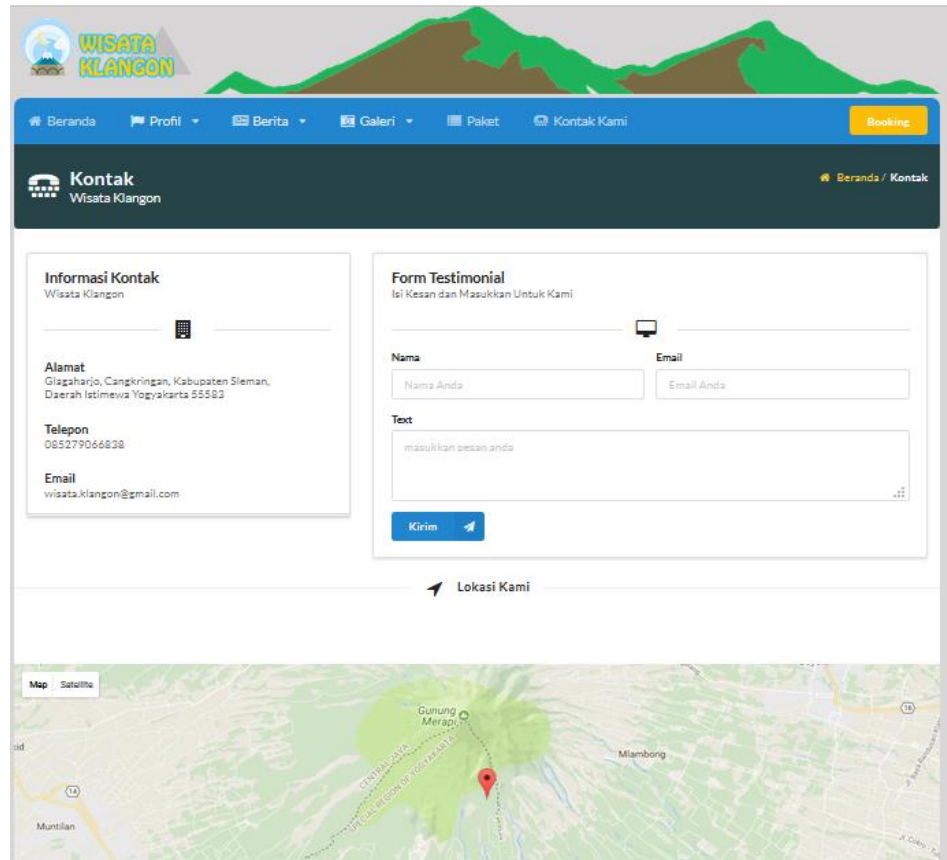 WISATA
KLANGON
Beranda Profil Berita Galeri Paket Kontak Kami Booking
Kontak
Wisata Klangon
Beranda / Kontak
Informasi Kontak
Wisata Klangon
Alamat
Glagaharjo, Cangkringan, Kabupaten Sleman,
Daerah Istimewa Yogyakarta 55583
Telepon
085279066838
Email
wisata.klangon@gmail.com
Form Testimonial
Isi Kesan dan Masukkan Untuk Kami
Nama Email
Nama Anda Email Anda
Text
masukkan pesan anda
Kirim
Lokasi Kami
Map Satellite
Gunung
Merapi
CENTRAL JAVA
SPECIAL REGION OF YOGYAKARTA
Mlambong
14
14
Muntilan